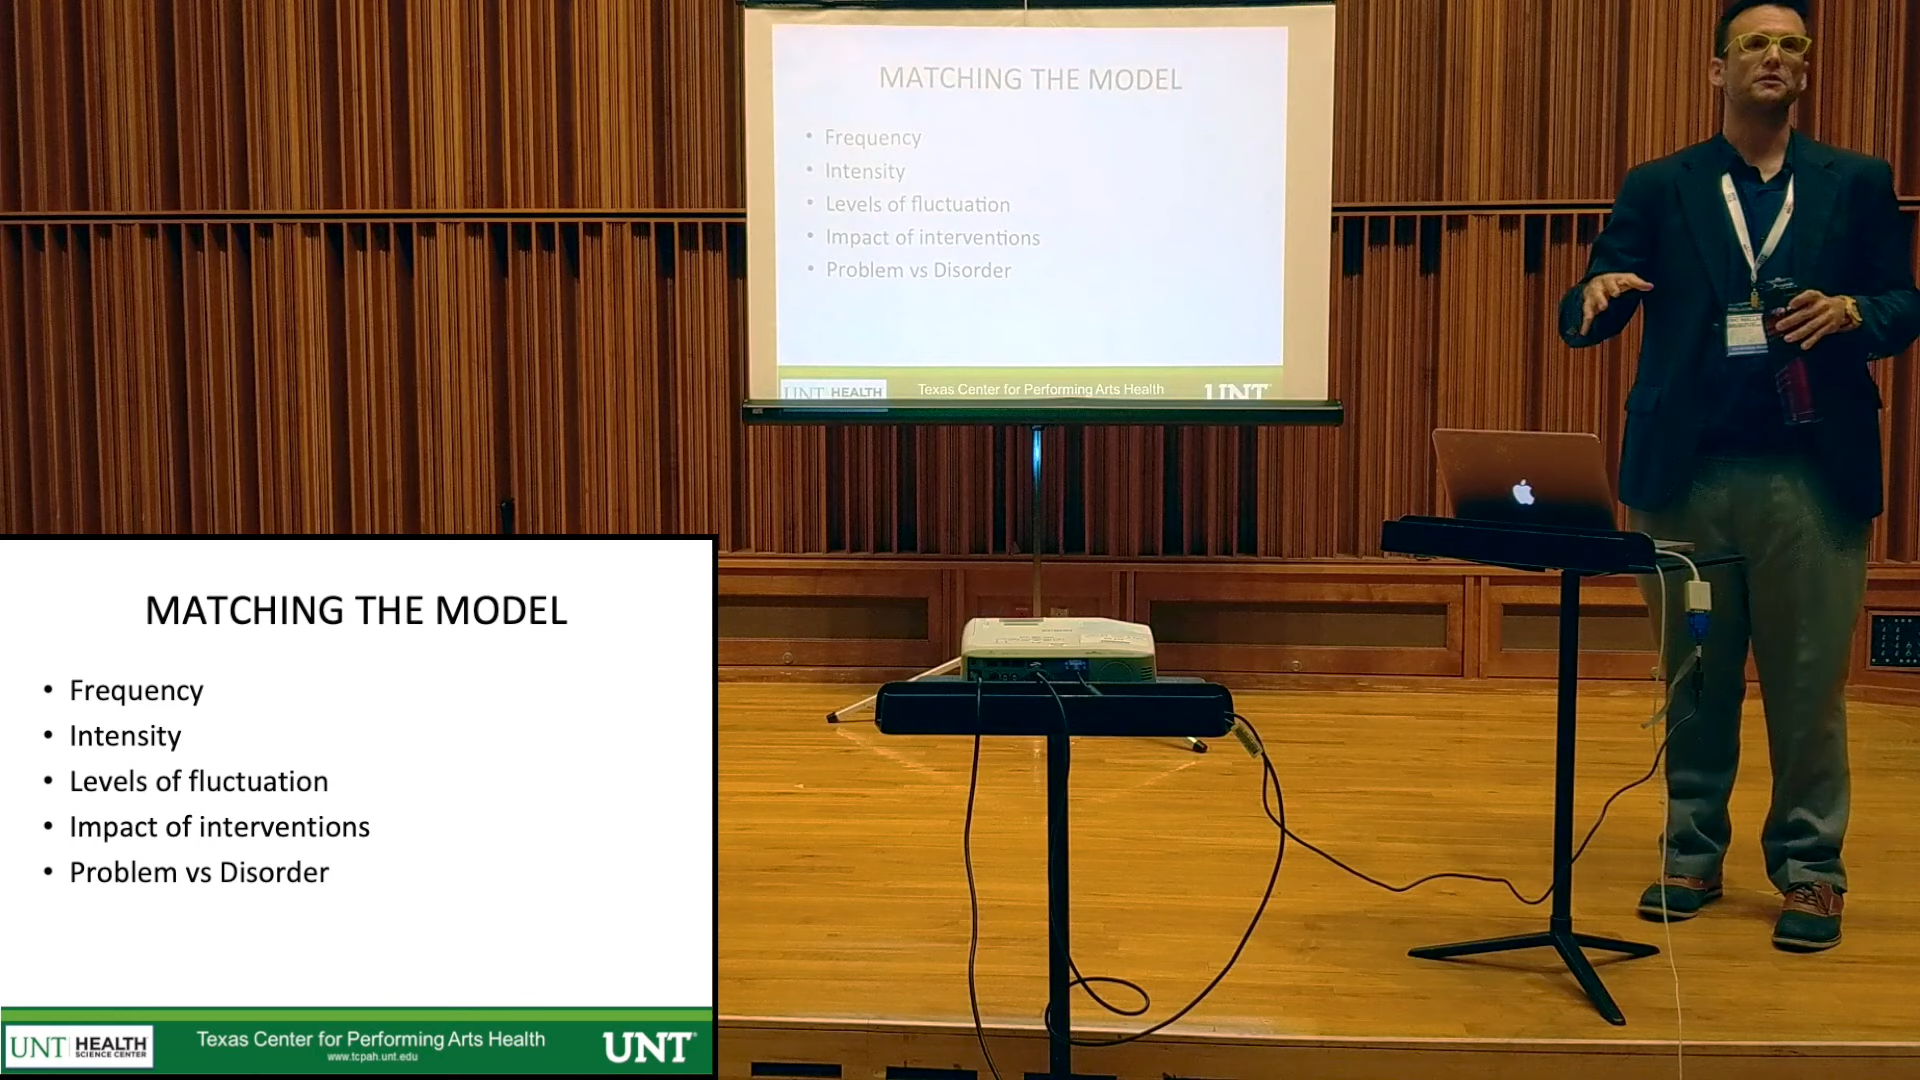 MATCHING THE MODEL
• Frequency
• Intensity
• Levels of fluctuation
• Impact of interventions
• Problem vs Disorder
UNT HEALTH
Texas Center for Performing Arts Health
UNT
MATCHING THE MODEL
• Frequency
• Intensity
• Levels of fluctuation
• Impact of interventions
• Problem vs Disorder
UNT HEALTH
SCIENCE CENTER
Texas Center for Performing Arts Health
www.tcpah.unt.edu
UNT